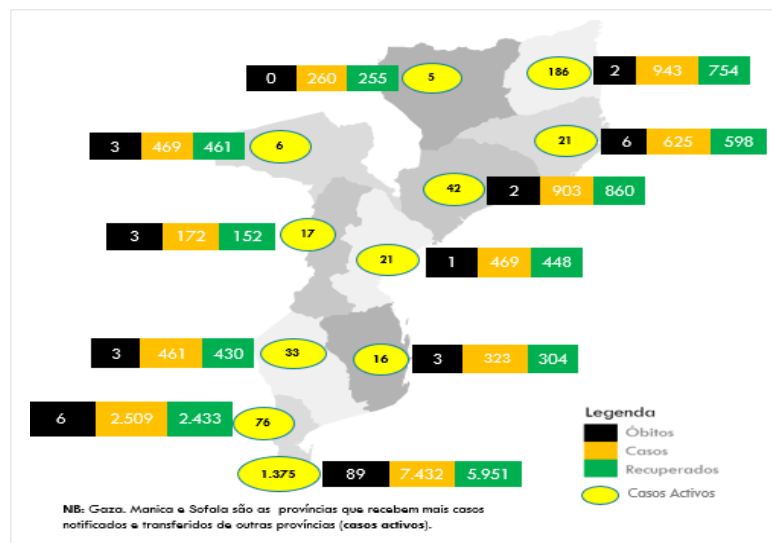 0 260 255 5
186 2 943 754
3 469 461 6
21 6 625 598
42 2 903 860
3 172 152 17
21 1 469 448
3 461 430 33
16 3 323 304
6 2.509 2.433 76
1.375 89 7.432 5.951
Legenda
Óbitos
Casos
Recuperados
Casos Activos
NB: Gaza. Manica e Sofala são as províncias que recebem mais casos
notificados e transferidos de outras províncias (casos activos).